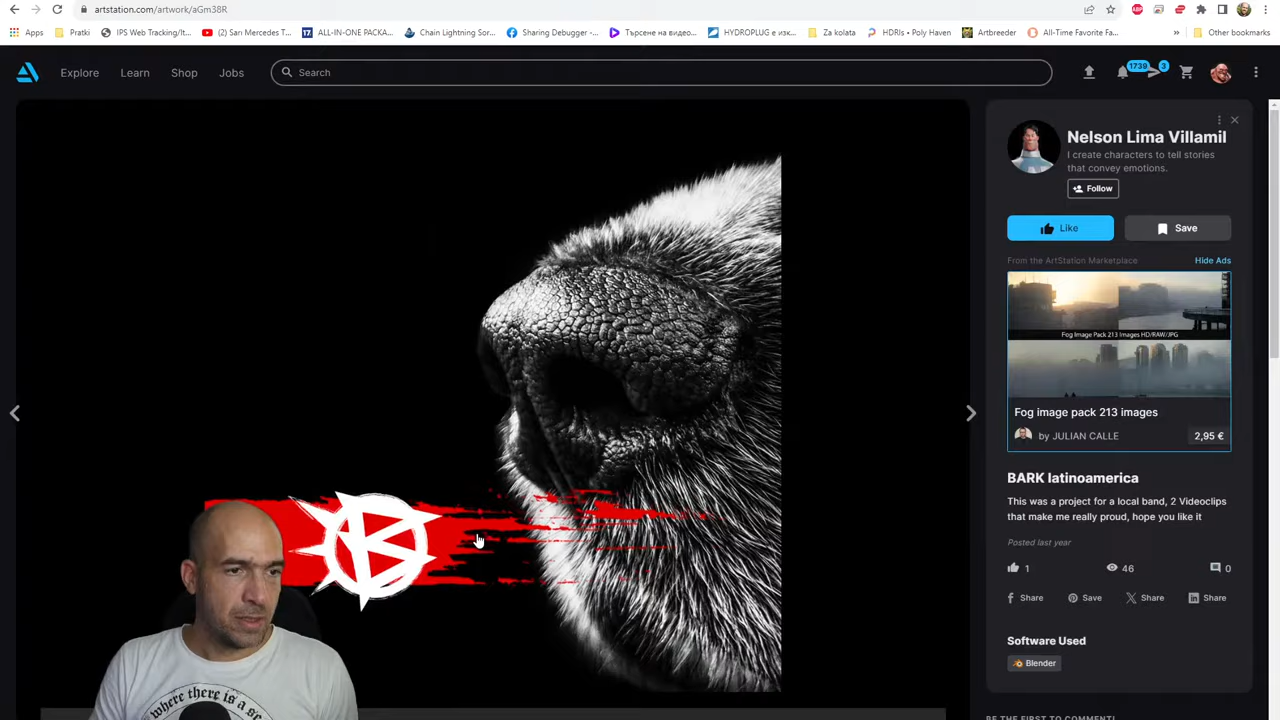 artstation.com/artwork/aGm38R
Apps
Pratki
IPS Web Tracking/It...
(2) San Mercedes T...
ALL-IN-ONE PACKA...
Chain Lightning Sor...
Sharing Debugger -...
Търсене на видео...
HYDROPLUG е изк...
Za kolata
HDRIs • Poly Haven
Artbreeder
All-Time Favorite Fa...
»
Other bookmarks
Explore
Learn
Shop
Jobs
Search
1739
3
Nelson Lima Villamil
I create characters to tell stories
that convey emotions.
Follow
Like
Save
From the ArtStation Marketplace
Hide Ads
Fog Image Pack 213 Images HD/RAW/JPG
Fog image pack 213 images
by JULIAN CALLE
2,95 €
BARK latinoamerica
This was a project for a local band, 2 Videoclips
that make me really proud, hope you like it
Posted last year
1
46
0
Share
Save
Share
Share
Software Used
Blender
BE THE FIRST TO COMMENT!
K
where there is a